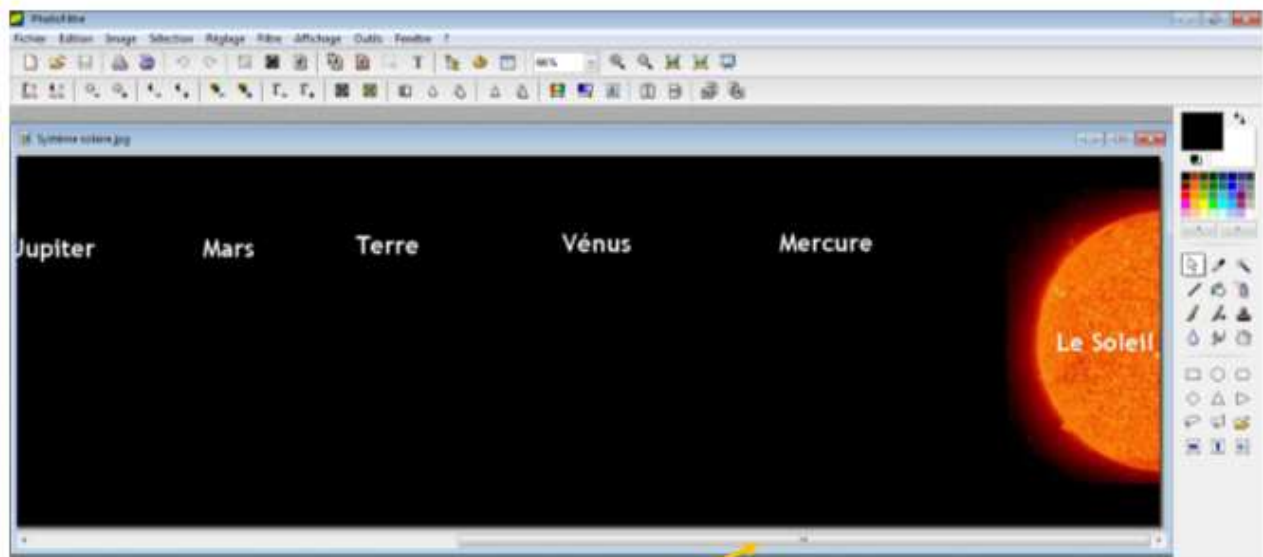 PhotoFiltre
Fichier Edition Image Sélection Réglage Filtre Affichage Outils Fenêtre ?
T 66%
Système solaire.jpg
Jupiter Mars Terre Vénus Mercure
Le Soleil